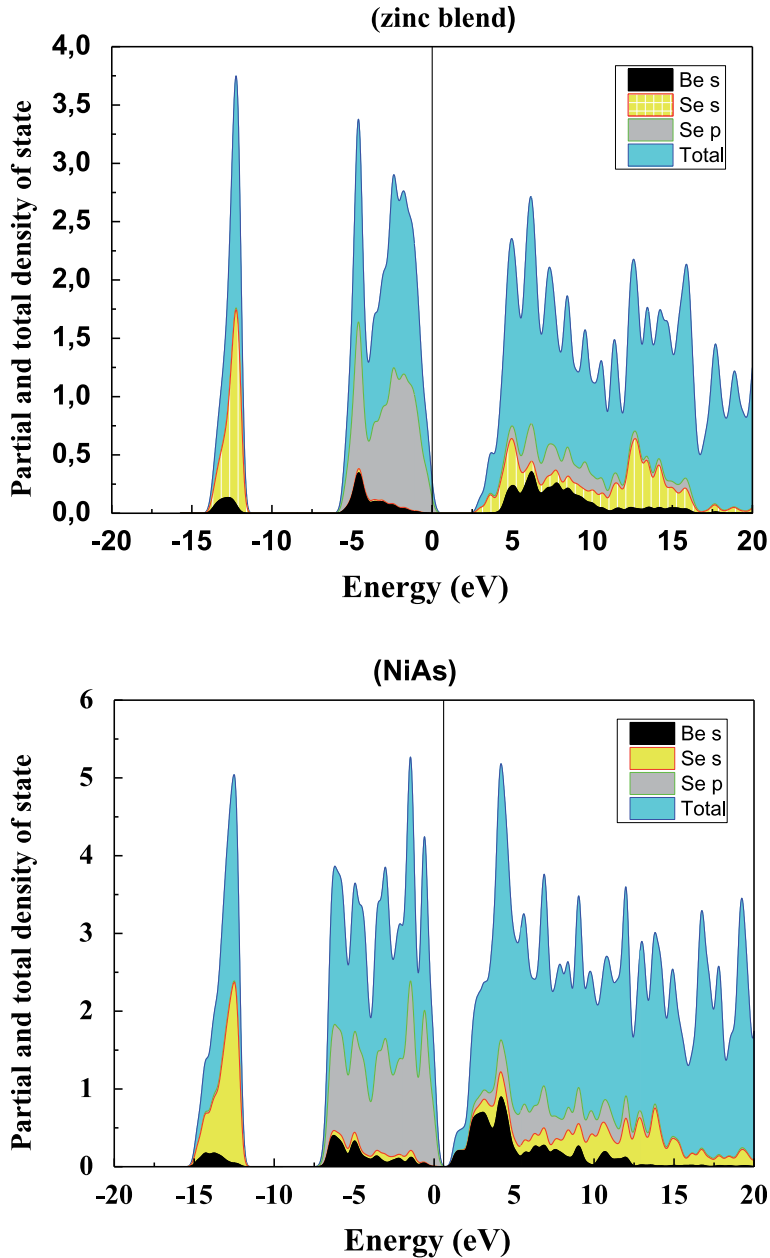 (zinc blend)
4,0
3,5
3,0
2,5
2,0
1,5
1,0
0,5
0,0
Partial and total density of state
Be s
Se s
Se p
Total
-20 -15 -10 -5 0 5 10 15 20
Energy (eV)
(NiAs)
6
5
4
3
2
1
0
Partial and total density of state
Be s
Se s
Se p
Total
-20 -15 -10 -5 0 5 10 15 20
Energy (eV)